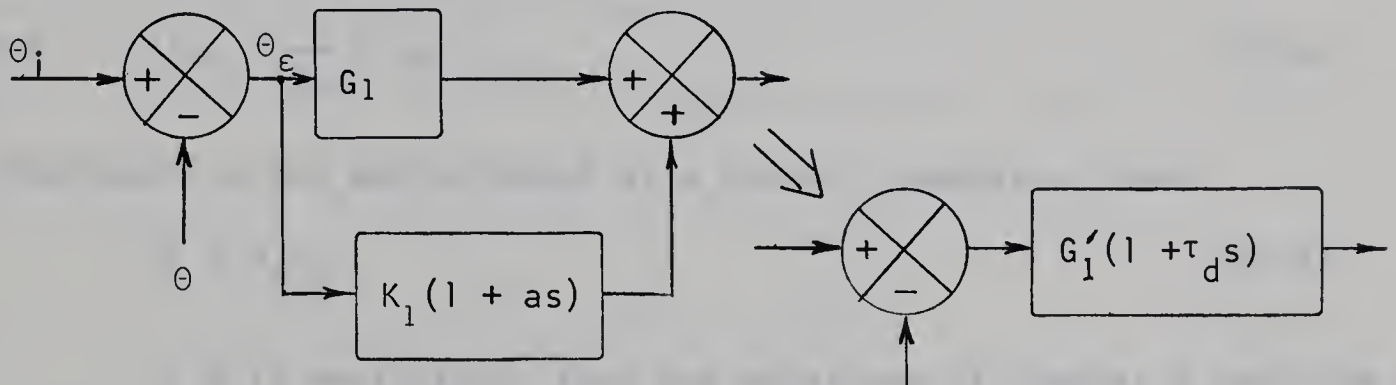 θi
+
-
θ
θε
G1
K1(1 + as)
+
+
+
-
G1′(1 + τds)